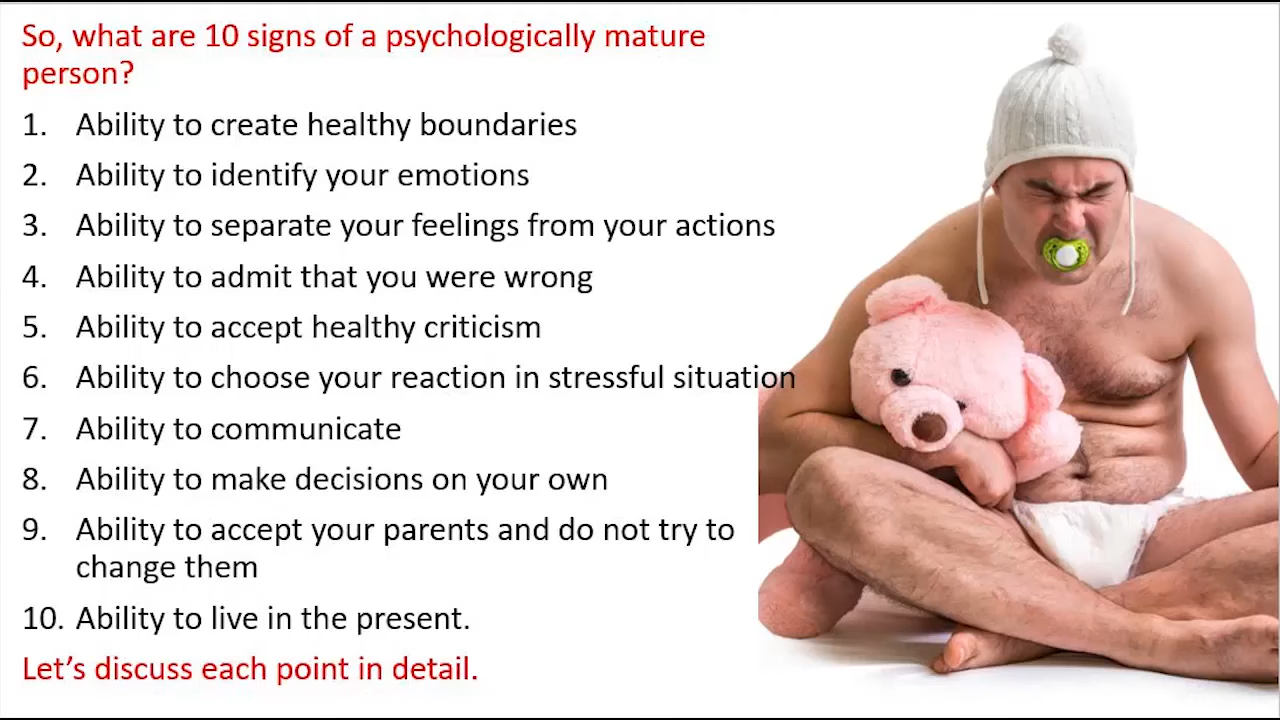 So, what are 10 signs of a psychologically mature
person?
1. Ability to create healthy boundaries
2. Ability to identify your emotions
3. Ability to separate your feelings from your actions
4. Ability to admit that you were wrong
5. Ability to accept healthy criticism
6. Ability to choose your reaction in stressful situation
7. Ability to communicate
8. Ability to make decisions on your own
9. Ability to accept your parents and do not try to
change them
10. Ability to live in the present.
Let’s discuss each point in detail.